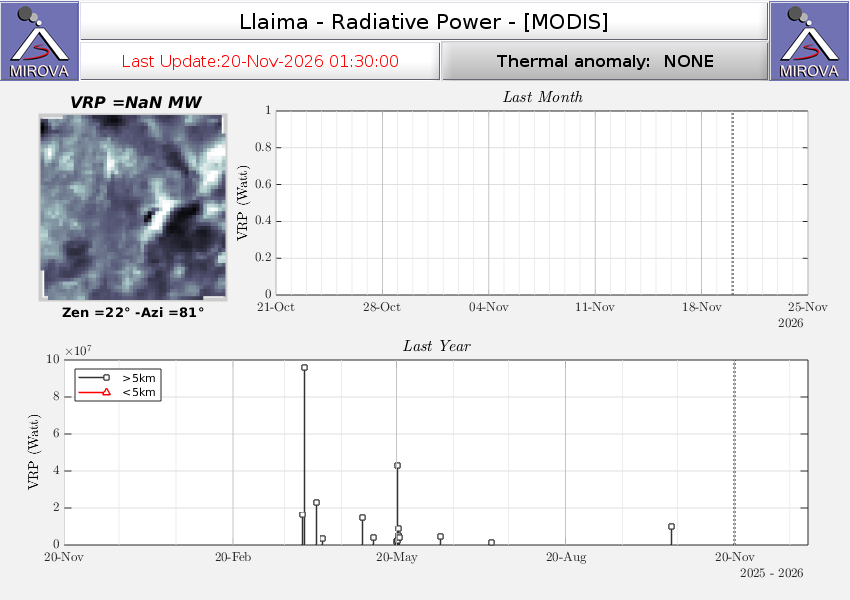 Llaima - Radiative Power - [MODIS]
MIROVA
Last Update:20-Nov-2026 01:30:00
Thermal anomaly: NONE
MIROVA
VRP =NaN MW
Zen =22° -Azi =81°
Last Month
VRP (Watt)
1
0.8
0.6
0.4
0.2
0
21-Oct 28-Oct 04-Nov 11-Nov 18-Nov 25-Nov
2026
Last Year
×10⁷
VRP (Watt)
10
8
6
4
2
0
>5km
<5km
20-Nov 20-Feb 20-May 20-Aug 20-Nov
2025 - 2026